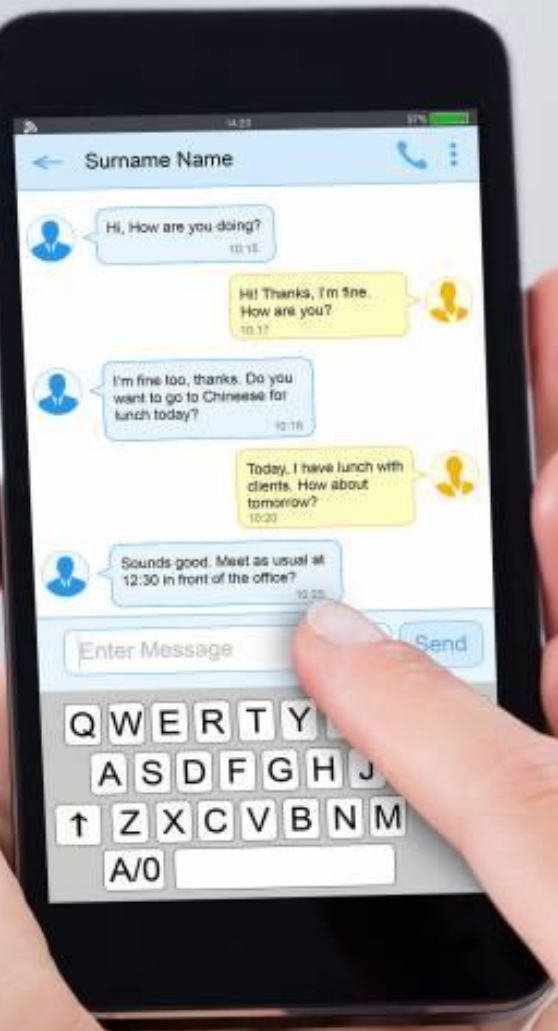 14:23 97%
Surname Name
Hi, How are you doing?
10:15
Hi! Thanks, I'm fine.
How are you?
10:17
I'm fine too, thanks. Do you
want to go to Chineese for
lunch today?
10:18
Today, I have lunch with
clients. How about
tomorrow?
10:20
Sounds good. Meet as usual at
12:30 in front of the office?
Enter Message
Send
Q W E R T Y
A S D F G H J
↑ Z X C V B N M
A/0